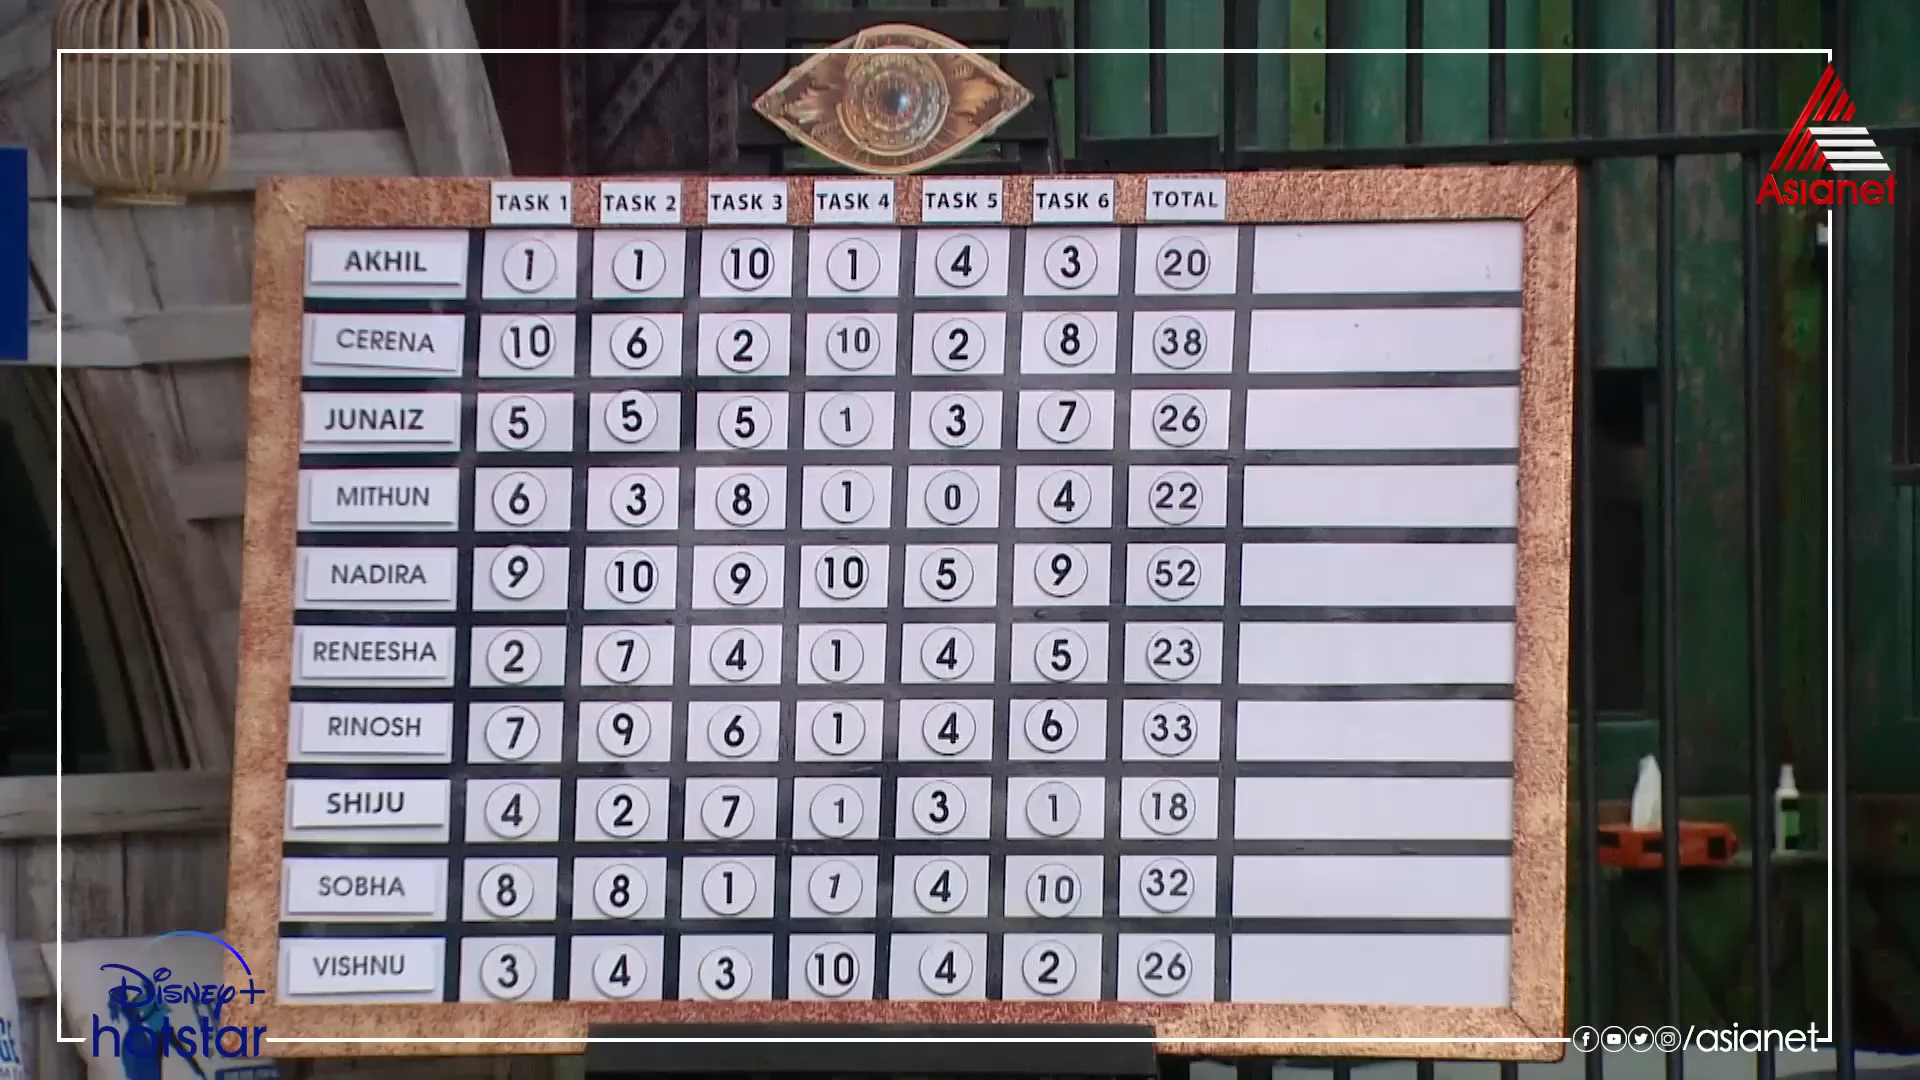 Asianet
TASK 1 TASK 2 TASK 3 TASK 4 TASK 5 TASK 6 TOTAL
AKHIL 1 1 10 1 4 3 20
CERENA 10 6 2 10 2 8 38
JUNAIZ 5 5 5 1 3 7 26
MITHUN 6 3 8 1 0 4 22
NADIRA 9 10 9 10 5 9 52
RENEESHA 2 7 4 1 4 5 23
RINOSH 7 9 6 1 4 6 33
SHIJU 4 2 7 1 3 1 18
SOBHA 8 8 1 1 4 10 32
VISHNU 3 4 3 10 4 2 26
Disney+
hotstar
/asianet